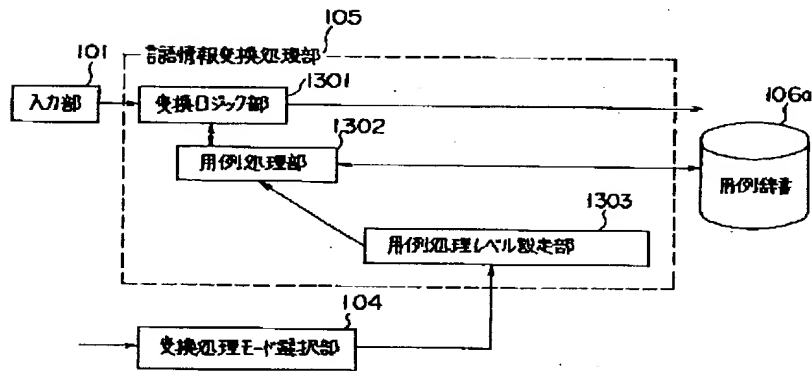 105
言語情報変換処理部
101
入力部
1301
変換ロジック部
1302
用例処理部
106a
用例辞書
1303
用例処理レベル設定部
104
変換処理モード選択部